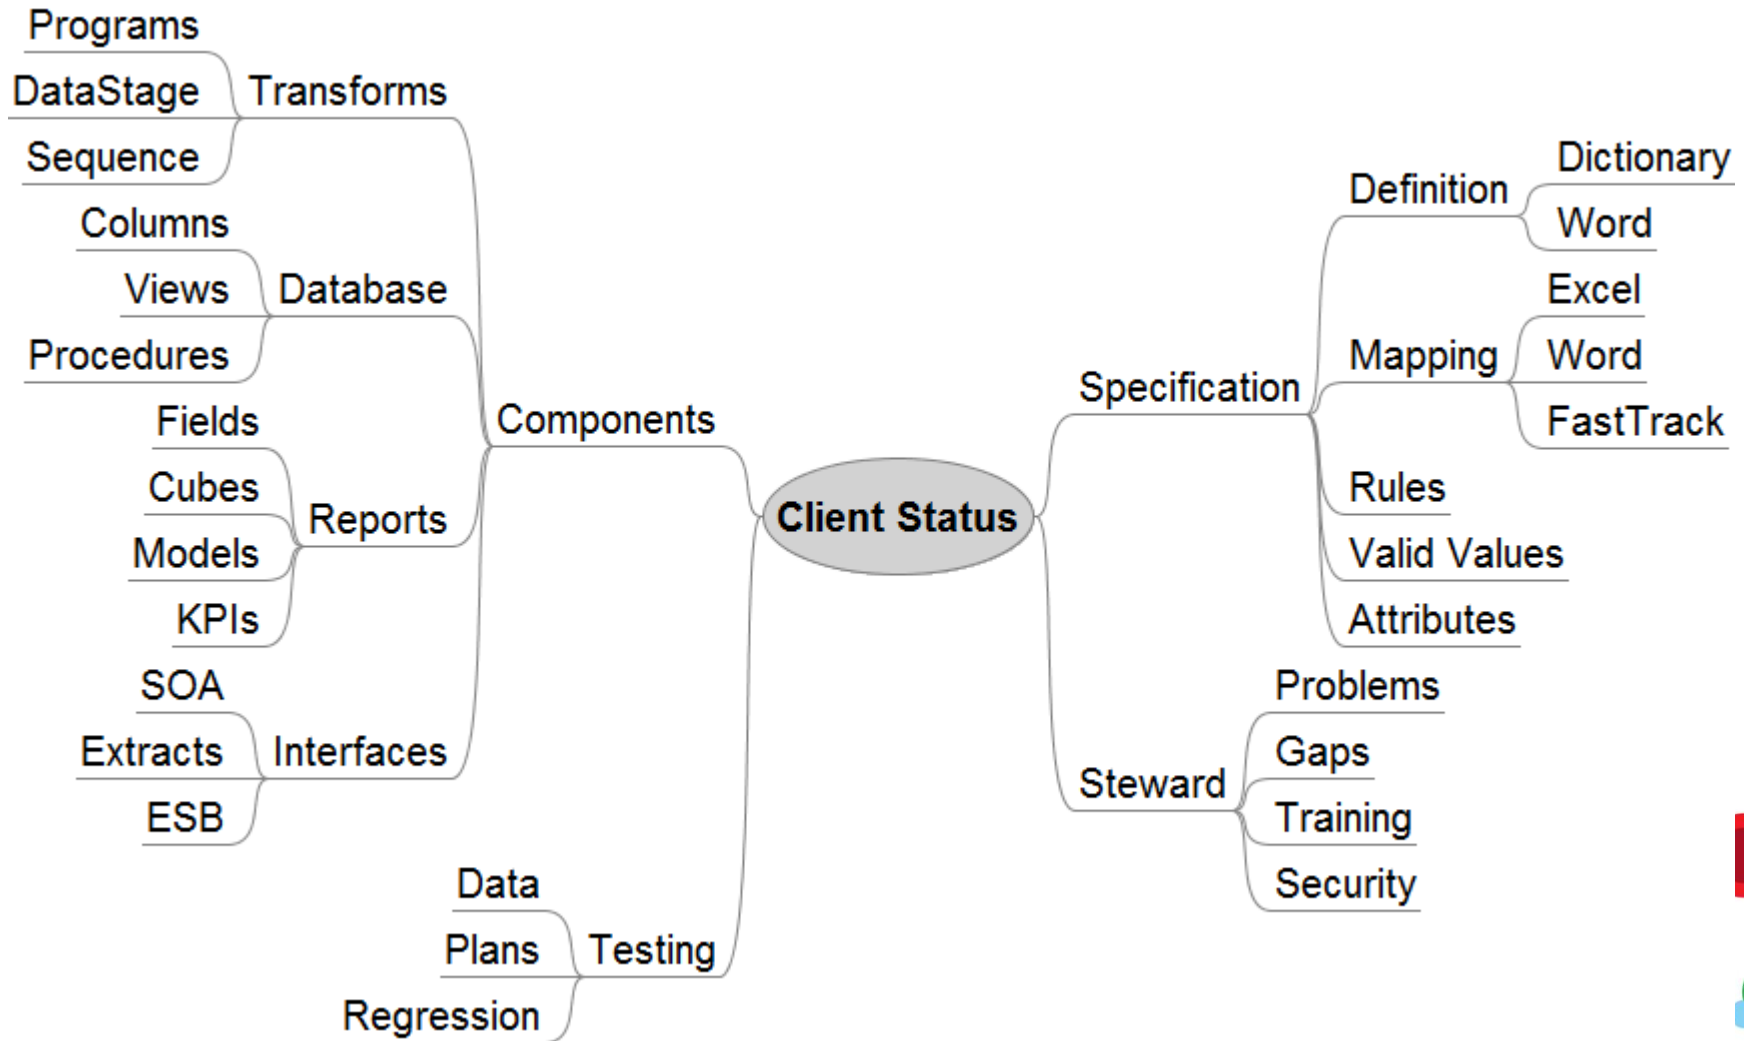 Programs
DataStage
Transforms
Sequence
Columns
Views
Database
Procedures
Fields
Cubes
Reports
Models
KPIs
SOA
Extracts
Interfaces
ESB
Components
Data
Plans
Testing
Regression
Client Status
Specification
Definition
Dictionary
Word
Mapping
Excel
Word
FastTrack
Rules
Valid Values
Attributes
Steward
Problems
Gaps
Training
Security